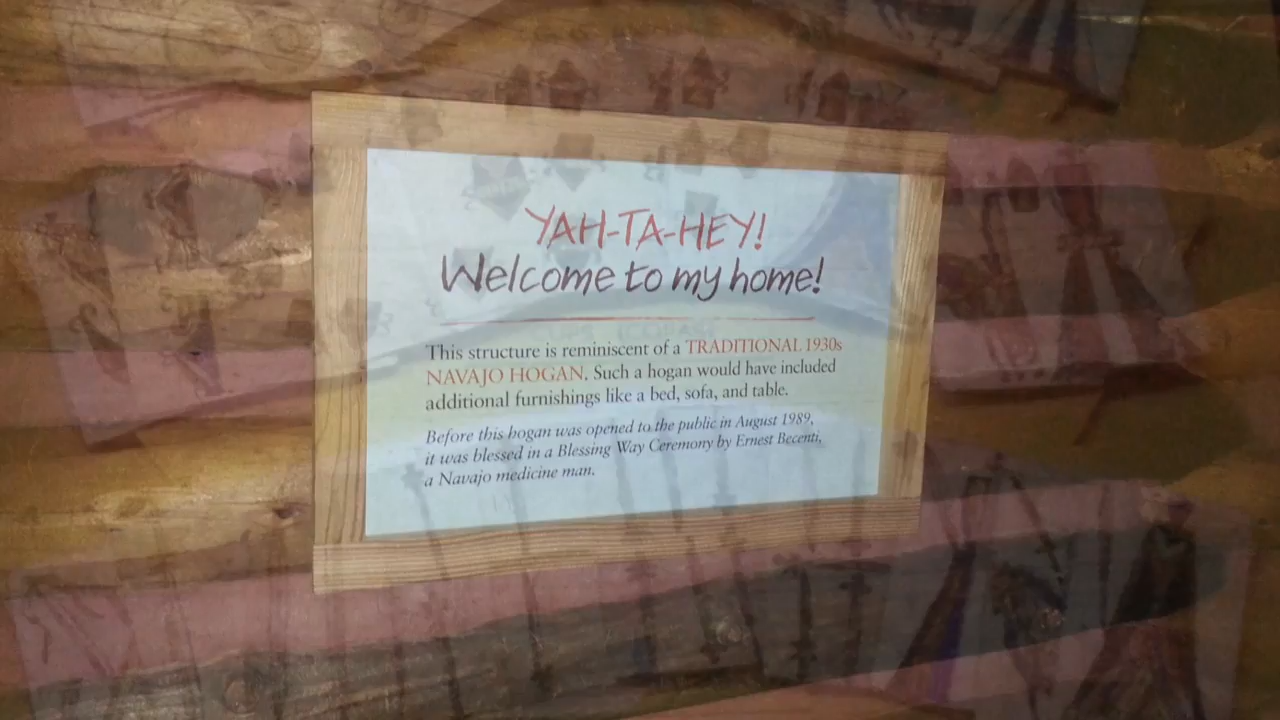 YAH-TA-HEY!
Welcome to my home!
This structure is reminiscent of a TRADITIONAL 1930s
NAVAJO HOGAN. Such a hogan would have included
additional furnishings like a bed, sofa, and table.
Before this hogan was opened to the public in August 1989,
it was blessed in a Blessing Way Ceremony by Ernest Becenti,
a Navajo medicine man.